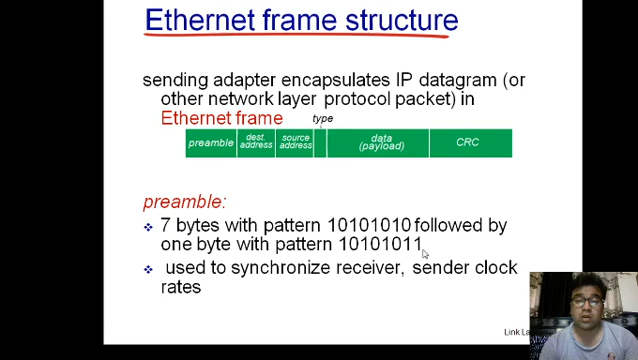 Ethernet frame structure
sending adapter encapsulates IP datagram (or
other network layer protocol packet) in
Ethernet frame
type
preamble dest. address source address data (payload) CRC
preamble:
7 bytes with pattern 10101010 followed by
one byte with pattern 10101011
used to synchronize receiver, sender clock
rates
Link